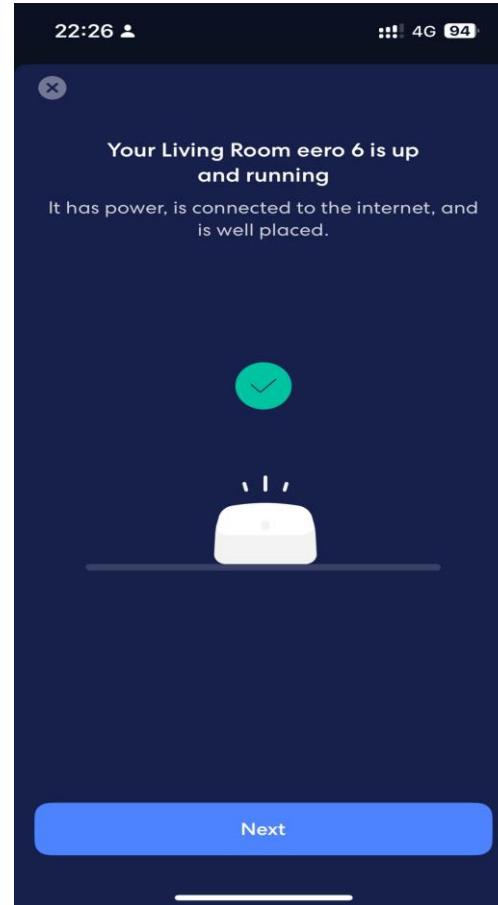 22:26
4G 94
Your Living Room eero 6 is up
and running
It has power, is connected to the internet, and
is well placed.
Next